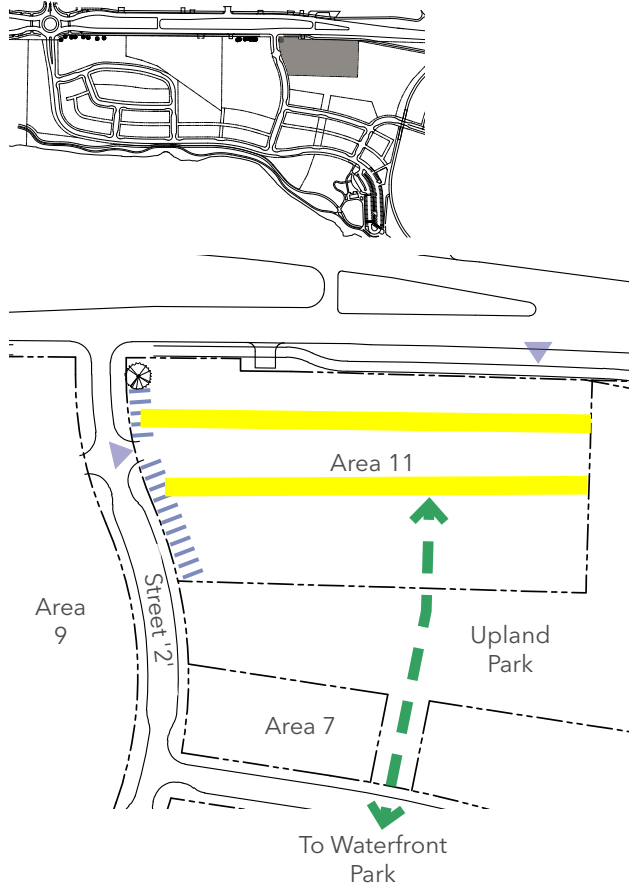 Area 11
Area
9
Street '2'
Upland
Park
Area 7
To Waterfront
Park